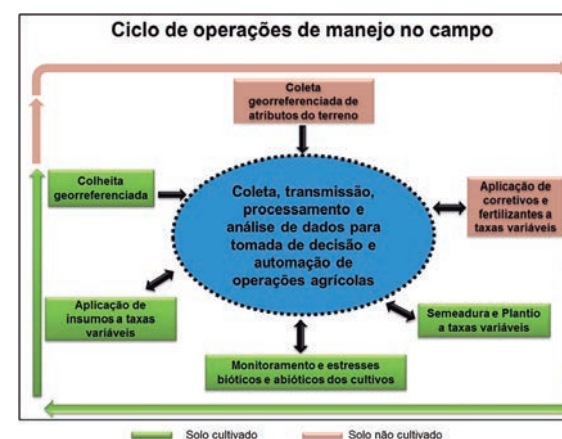 Ciclo de operações de manejo no campo
Coleta
georreferenciada de
atributos do terreno
Colheita
georreferenciada
Coleta, transmissão,
processamento e
análise de dados para
tomada de decisão e
automação de
operações agrícolas
Aplicação de
corretivos e
fertilizantes a
taxas variáveis
Aplicação de
insumos a taxas
variáveis
Semeadura e Plantio
a taxas variáveis
Monitoramento e estresses
bióticos e abióticos dos cultivos
Solo cultivado
Solo não cultivado